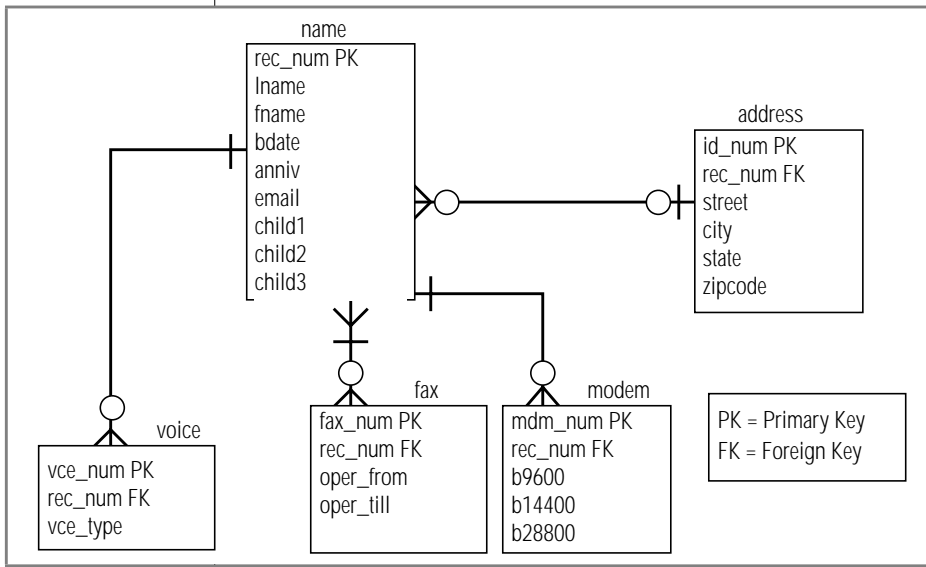 name
rec_num PK
lname
fname
bdate
anniv
email
child1
child2
child3
address
id_num PK
rec_num FK
street
city
state
zipcode
voice
vce_num PK
rec_num FK
vce_type
fax
fax_num PK
rec_num FK
oper_from
oper_till
modem
mdm_num PK
rec_num FK
b9600
b14400
b28800
PK = Primary Key
FK = Foreign Key